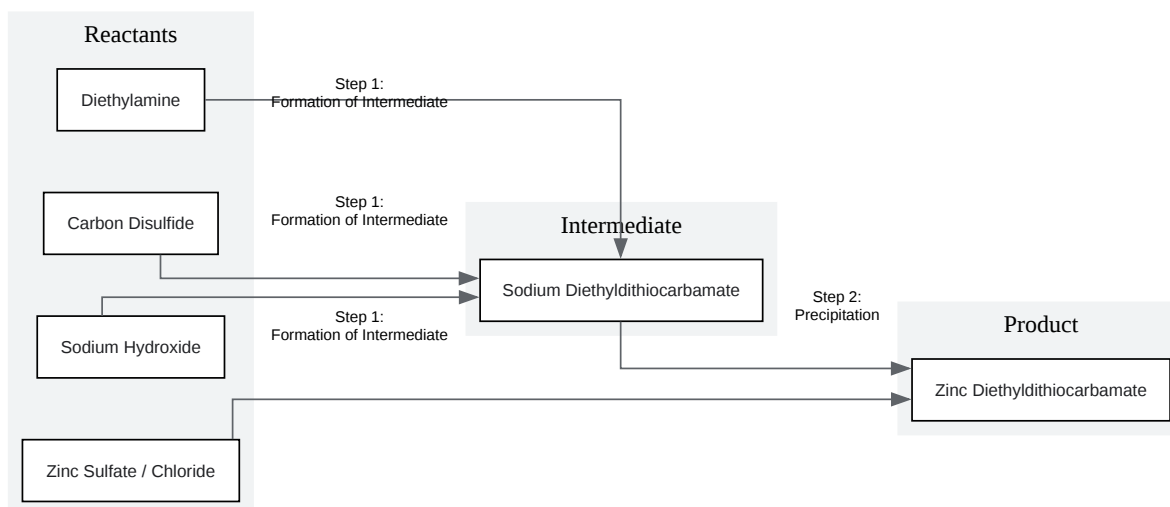 Reactants
Diethylamine
Step 1:
Formation of Intermediate
Carbon Disulfide
Step 1:
Formation of Intermediate
Intermediate
Sodium Diethyldithiocarbamate
Sodium Hydroxide
Step 1:
Formation of Intermediate
Step 2:
Precipitation
Product
Zinc Diethyldithiocarbamate
Zinc Sulfate / Chloride